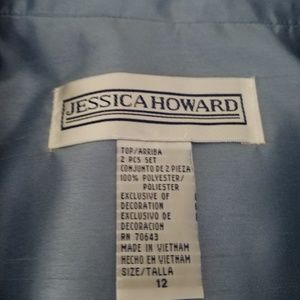 JESSICA HOWARD
TOP/ARRIBA
2 PCS SET
CONJUNTO DE 2 PIEZA
100% POLYESTER/
POLIESTER
EXCLUSIVE OF
DECORATION
EXCLUSIVO DE
DECORACION
RN 70643
MADE IN VIETNAM
HECHO EN VIETNAM
SIZE/TALLA
12